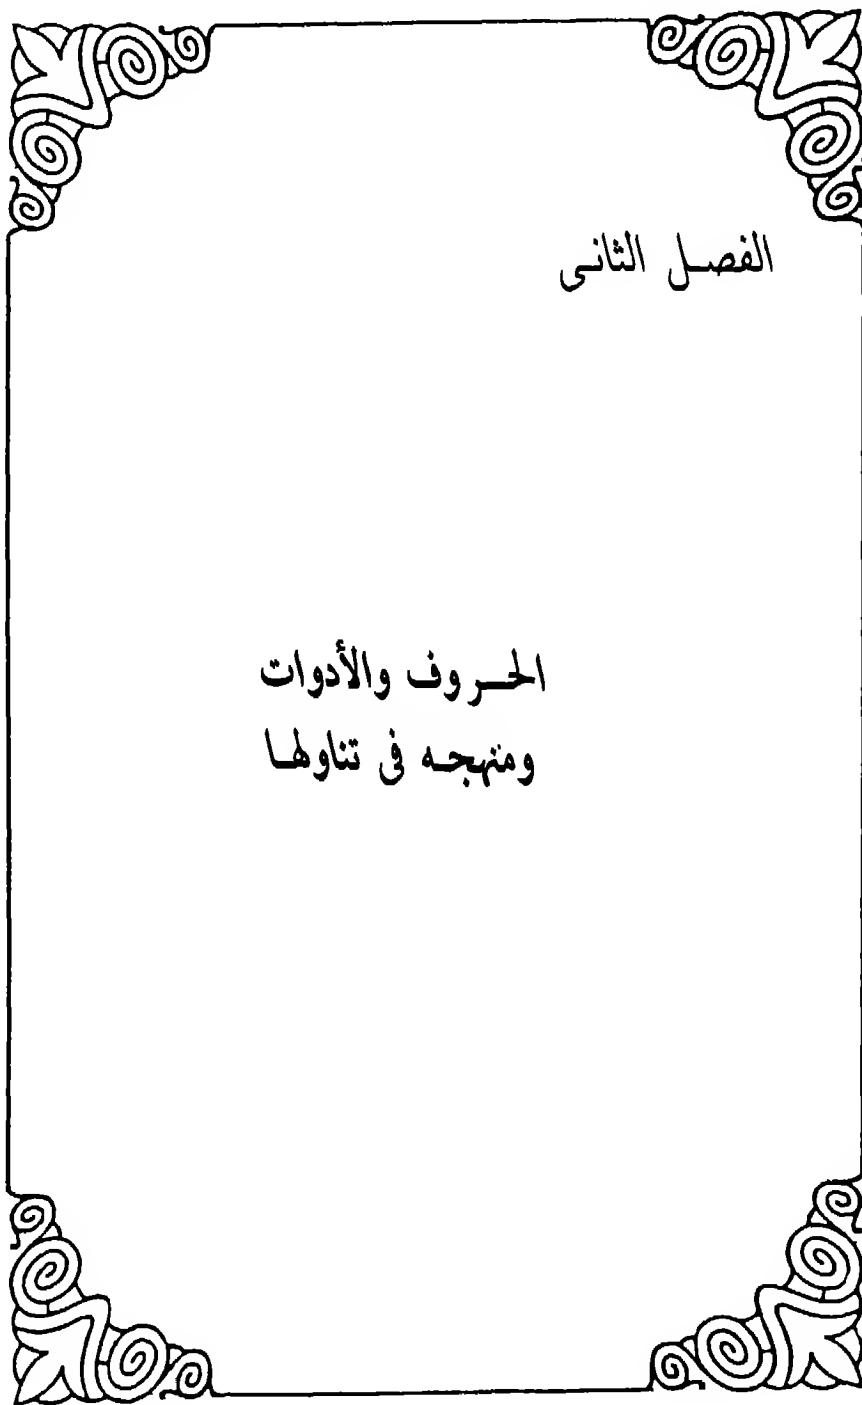 الفصل الثانى
الحروف والأدوات
ومنهجه فى تناولها